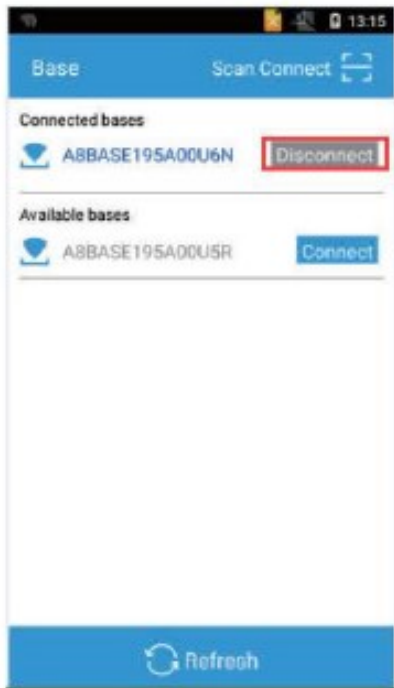 13:15
Base Scan Connect
Connected bases
A8BASE195A00U6N Disconnect
Available bases
A8BASE195A00U5R Connect
Refresh